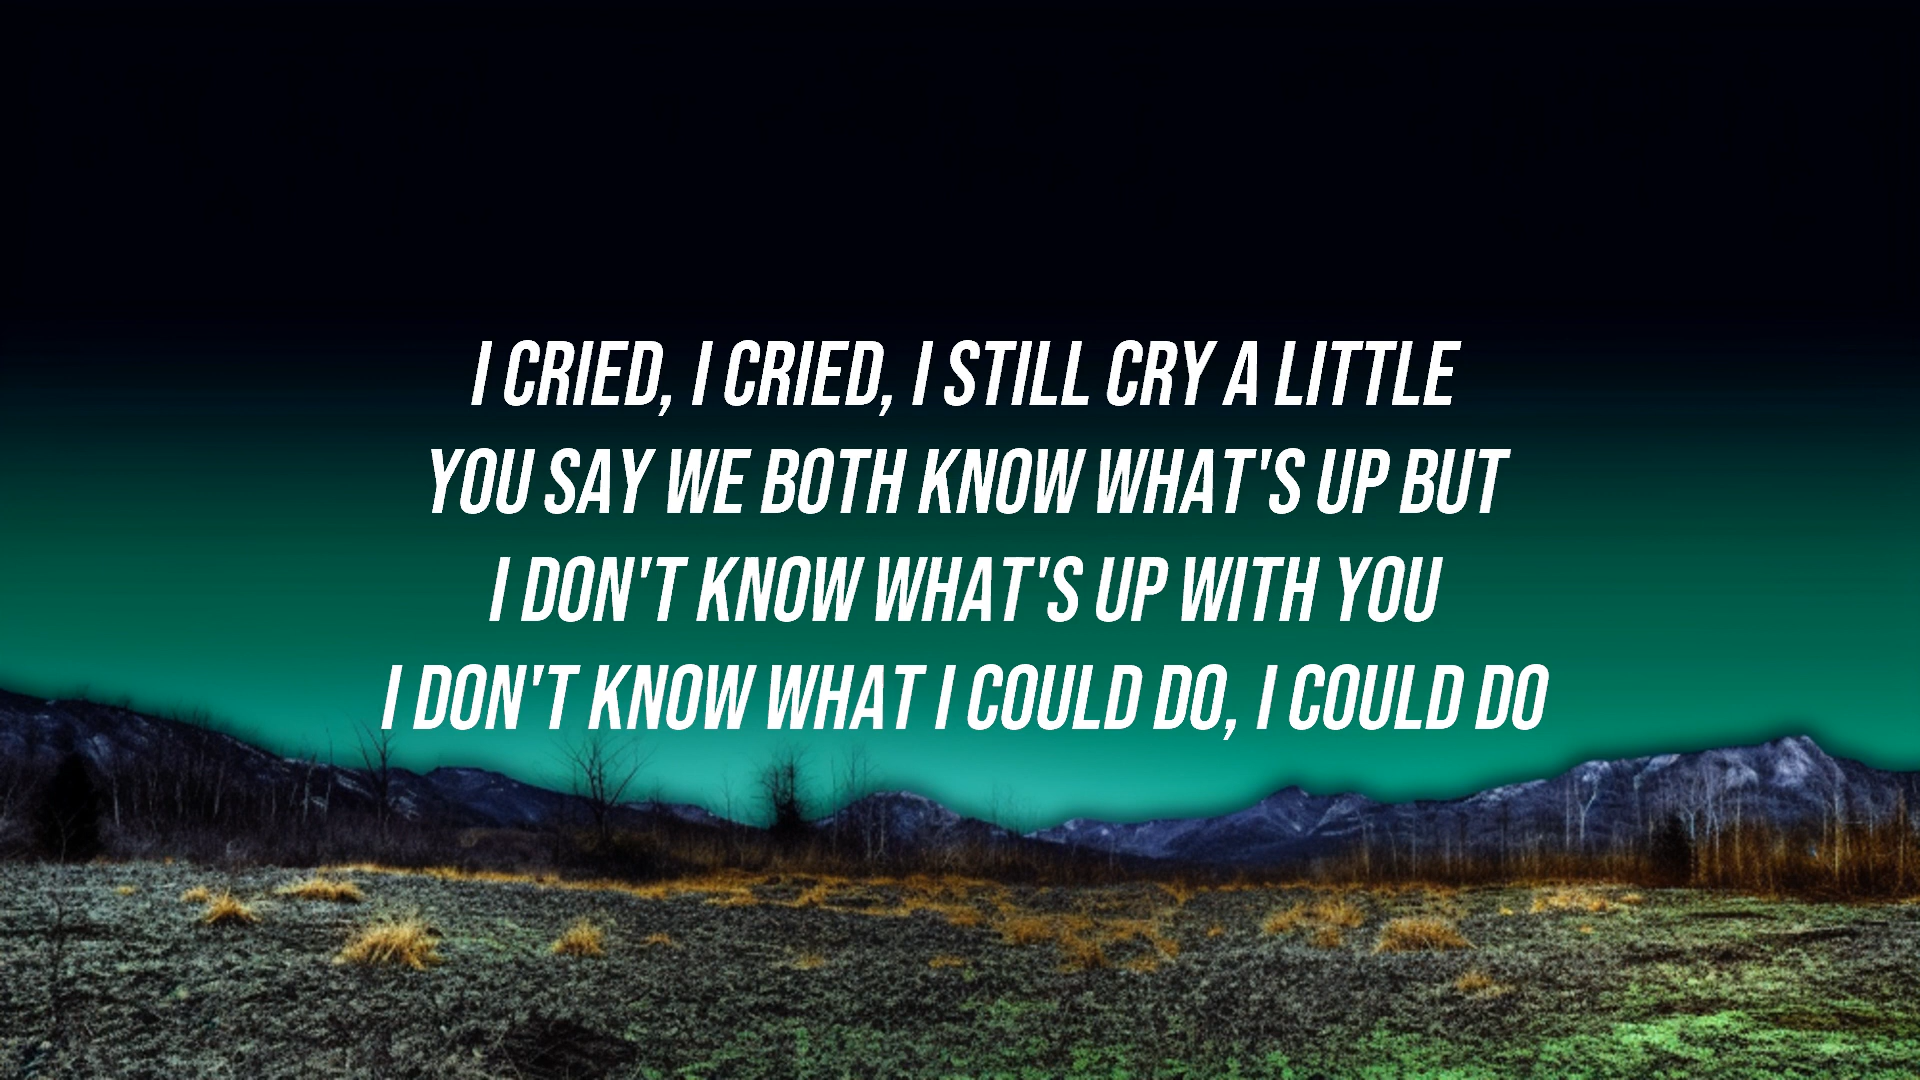 I CRIED, I CRIED, I STILL CRY A LITTLE
YOU SAY WE BOTH KNOW WHAT'S UP BUT
I DON'T KNOW WHAT'S UP WITH YOU
I DON'T KNOW WHAT I COULD DO, I COULD DO